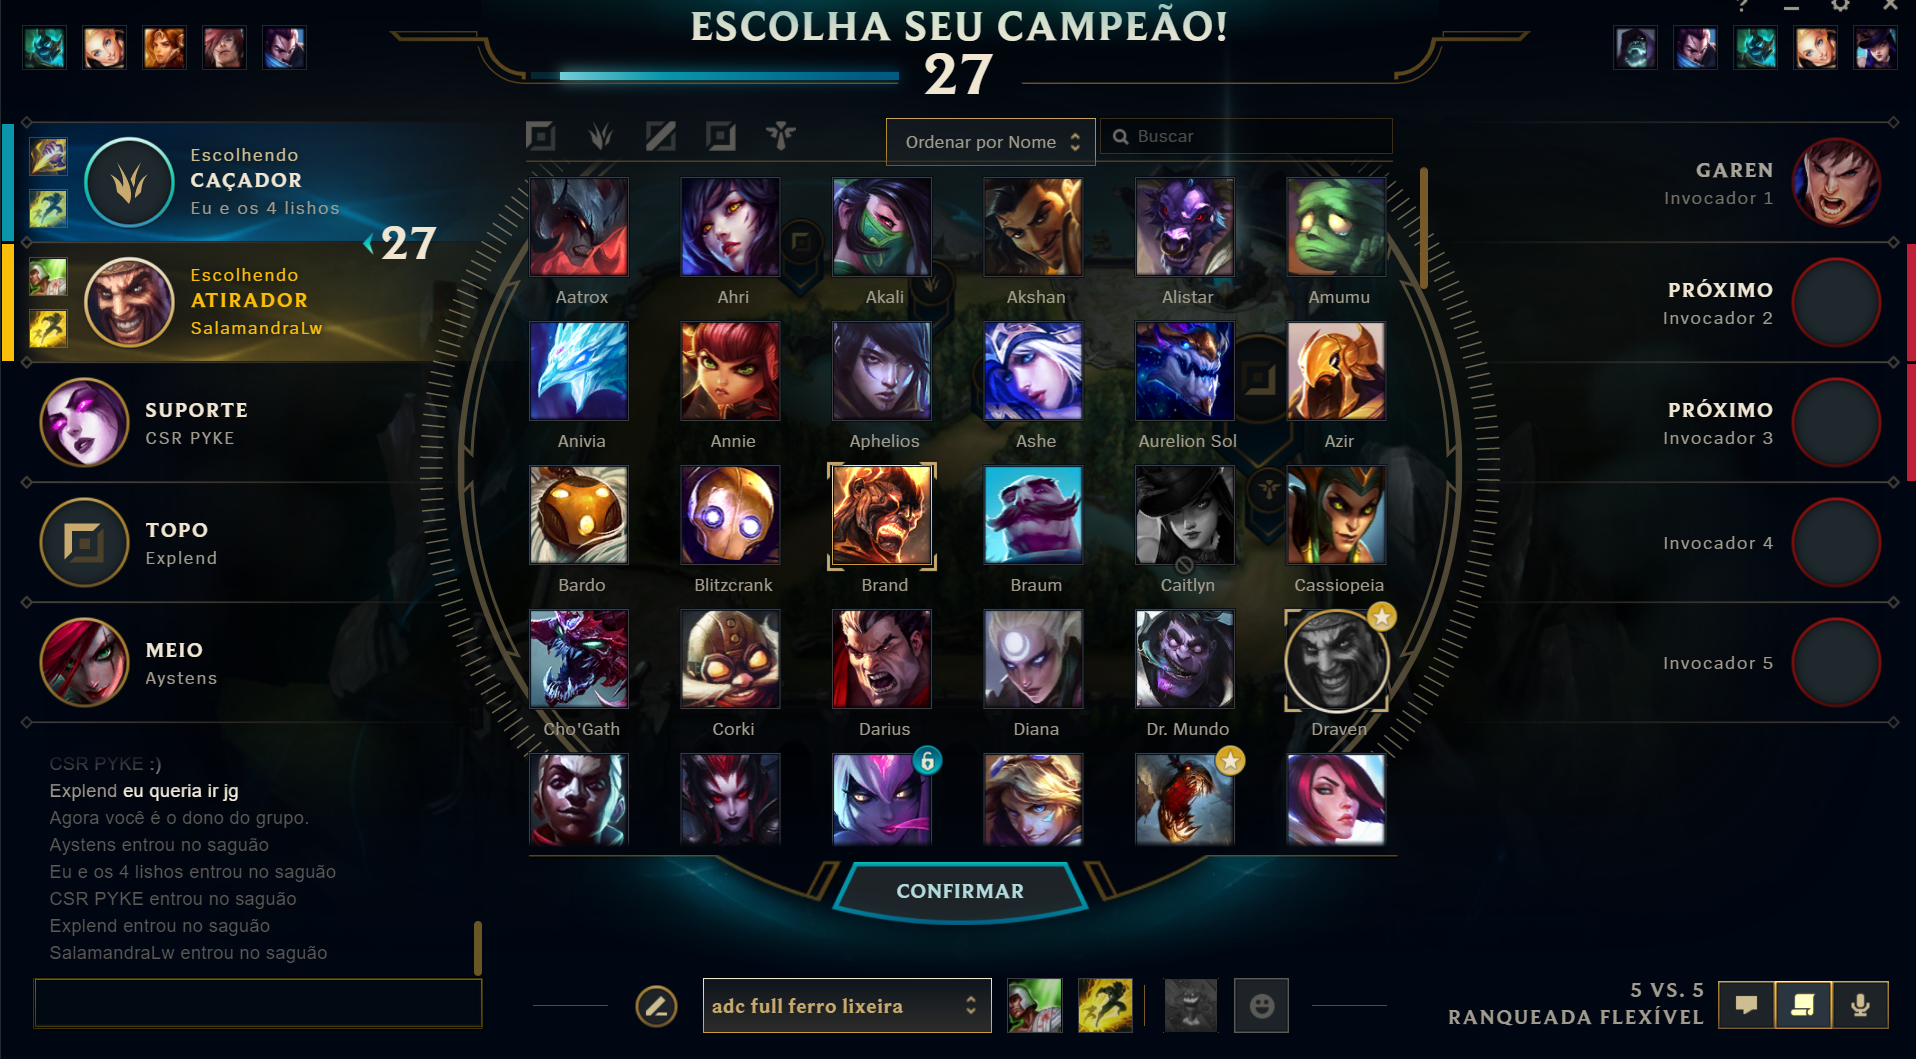 ESCOLHA SEU CAMPEÃO!
27
?
Ordenar por Nome
Buscar
Escolhendo
CAÇADOR
Eu e os 4 lishos
27
Escolhendo
ATIRADOR
SalamandraLw
SUPORTE
CSR PYKE
TOPO
Explend
MEIO
Aystens
Aatrox
Ahri
Akali
Akshan
Alistar
Amumu
Anivia
Annie
Aphelios
Ashe
Aurelion Sol
Azir
Bardo
Blitzcrank
Brand
Braum
Caitlyn
Cassiopeia
Cho'Gath
Corki
Darius
Diana
Dr. Mundo
Draven
GAREN
Invocador 1
PRÓXIMO
Invocador 2
PRÓXIMO
Invocador 3
Invocador 4
Invocador 5
CSR PYKE :)
Explend eu queria ir jg
Agora você é o dono do grupo.
Aystens entrou no saguão
Eu e os 4 lishos entrou no saguão
CSR PYKE entrou no saguão
Explend entrou no saguão
SalamandraLw entrou no saguão
CONFIRMAR
adc full ferro lixeira
5 VS. 5
RANQUEADA FLEXÍVEL